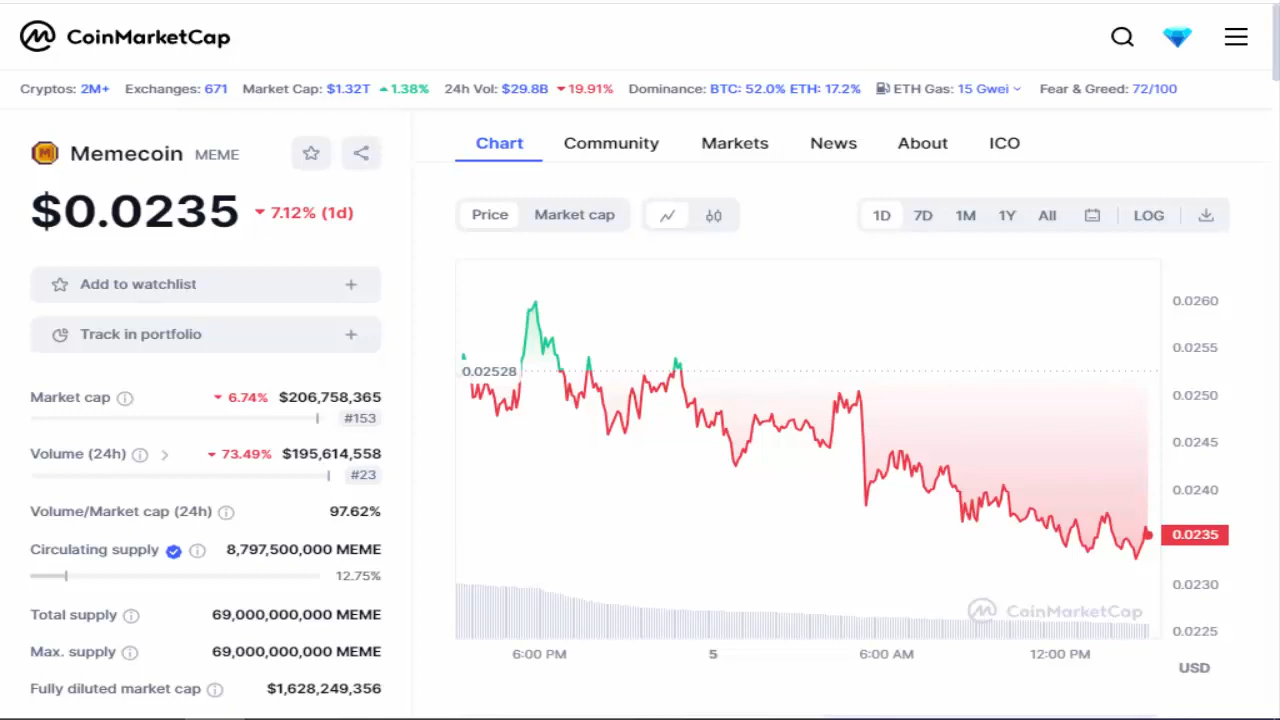 CoinMarketCap
Cryptos: 2M+ Exchanges: 671 Market Cap: $1.32T 1.38% 24h Vol: $29.8B 19.91% Dominance: BTC: 52.0% ETH: 17.2% ETH Gas: 15 Gwei Fear & Greed: 72/100
Memecoin MEME
$0.0235 7.12% (1d)
Add to watchlist +
Track in portfolio +
Market cap 6.74% $206,758,365
#153
Volume (24h) 73.49% $195,614,558
#23
Volume/Market cap (24h) 97.62%
Circulating supply 8,797,500,000 MEME
12.75%
Total supply 69,000,000,000 MEME
Max. supply 69,000,000,000 MEME
Fully diluted market cap $1,628,249,356
Chart Community Markets News About ICO
Price Market cap 1D 7D 1M 1Y All LOG
0.0260
0.0255
0.02528
0.0250
0.0245
0.0240
0.0235
0.0230
CoinMarketCap
0.0225
6:00 PM 5 6:00 AM 12:00 PM
USD